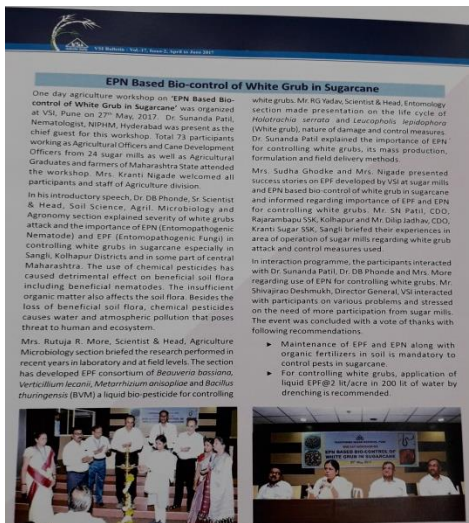 VSI
VSI Bulletin - Vol. 37, Issue 2, April to June 2017
EPN Based Bio-control of White Grub in Sugarcane
One day agriculture workshop on 'EPN Based Bio-
control of White Grub in Sugarcane' was organized
at VSI, Pune on 27th May, 2017. Dr. Sunanda Patil,
Nematologist, NIPHM, Hyderabad was present as the
chief guest for this workshop. Total 73 participants
working as Agricultural Officers and Cane Development
Officers from 24 sugar mills as well as Agricultural
Graduates and farmers of Maharashtra State attended
the workshop. Mrs. Kranti Nigade welcomed all
participants and staff of Agriculture division.
In his introductory speech, Dr. DB Phonde, Sr. Scientist
& Head, Soil Science, Agril. Microbiology and
Agronomy section explained severity of white grubs
attack and the importance of EPN (Entomopathogenic
Nematode) and EPF (Entomopathogenic Fungi) in
controlling white grubs in sugarcane especially in
Sangli, Kolhapur Districts and in some part of central
Maharashtra. The use of chemical pesticides has
caused detrimental effect on beneficial soil flora
including beneficial nematodes. The insufficient
organic matter also affects the soil flora. Besides the
loss of beneficial soil flora, chemical pesticides
causes water and atmospheric pollution that poses
threat to human and ecosystem.
Mrs. Rutuja R. More, Scientist & Head, Agriculture
Microbiology section briefed the research performed in
recent years in laboratory and at field levels. The section
has developed EPF consortium of Beauveria bassiana,
Verticillium lecanii, Metarrhizium anisopliae and Bacillus
thuringensis (BVM) a liquid bio-pesticide for controlling
white grubs. Mr. RG Yadav, Scientist & Head, Entomology
section made presentation on the life cycle of
Holotrachia serrata and Leucopholis lepidophora
(White grub), nature of damage and control measures.
Dr. Sunanda Patil explained the importance of EPN
for controlling white grubs, its mass production,
formulation and field delivery methods.
Mrs. Sudha Ghodke and Mrs. Nigade presented
success stories on EPF developed by VSI at sugar mills
and EPN based bio-control of white grub in sugarcane
and informed regarding importance of EPF and EPN
for controlling white grubs. Mr. SN Patil, CDO,
Rajarambapu SSK, Kolhapur and Mr. Dilip Jadhav, CDO,
Kranti Sugar SSK, Sangli briefed their experiences in
area of operation of sugar mills regarding white grub
attack and control measures used.
In interaction programme, the participants interacted
with Dr. Sunanda Patil, Dr. DB Phonde and Mrs. More
regarding use of EPN for controlling white grubs. Mr.
Shivajirao Deshmukh, Director General, VSI interacted
with participants on various problems and stressed
on the need of more participation from sugar mills.
The event was concluded with a vote of thanks with
following recommendations.
► Maintenance of EPF and EPN along with
organic fertilizers in soil is mandatory to
control pests in sugarcane.
► For controlling white grubs, application of
liquid EPF@2 lit/acre in 200 lit of water by
drenching is recommended.
EPN BASED BIO-CONTROL OF
WHITE GRUB IN SUGARCANE